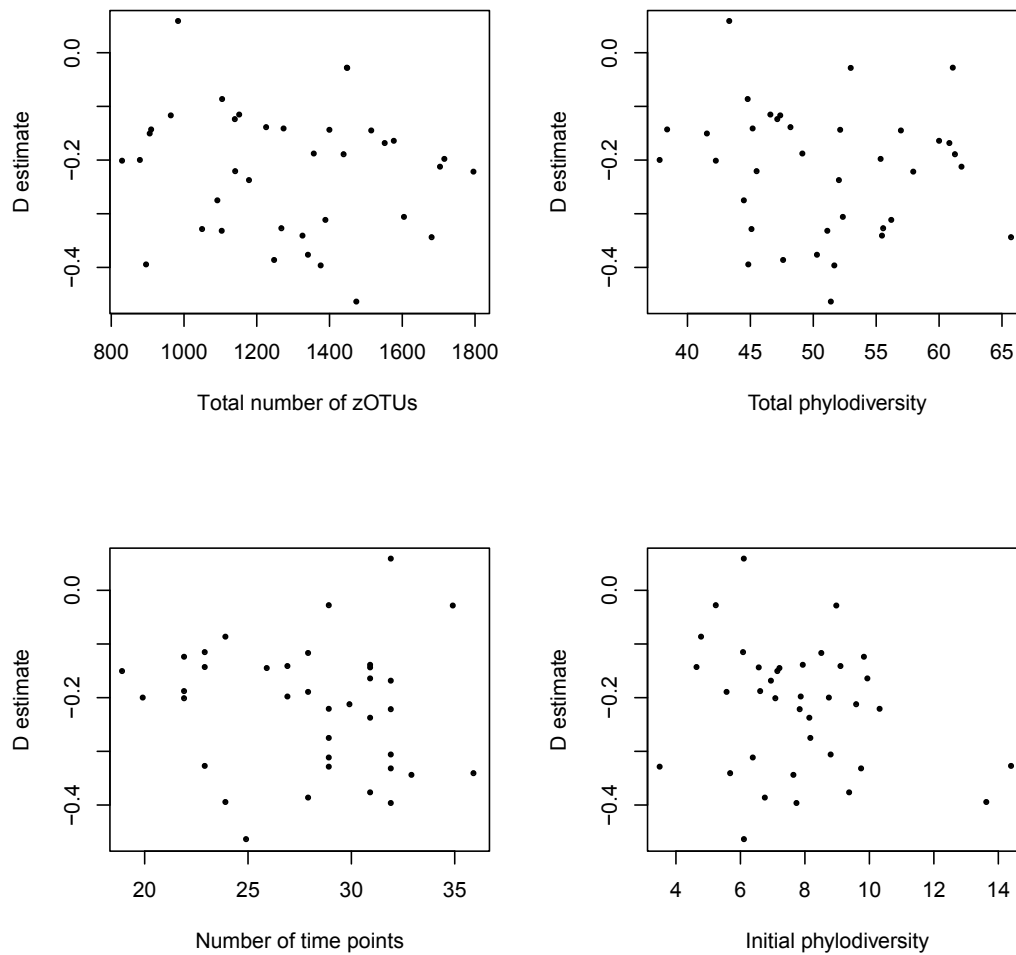 D estimate
0.0
−0.2
−0.4
800 1000 1200 1400 1600 1800
Total number of zOTUs
D estimate
0.0
−0.2
−0.4
40 45 50 55 60 65
Total phylodiversity
D estimate
0.0
−0.2
−0.4
20 25 30 35
Number of time points
D estimate
0.0
−0.2
−0.4
4 6 8 10 12 14
Initial phylodiversity